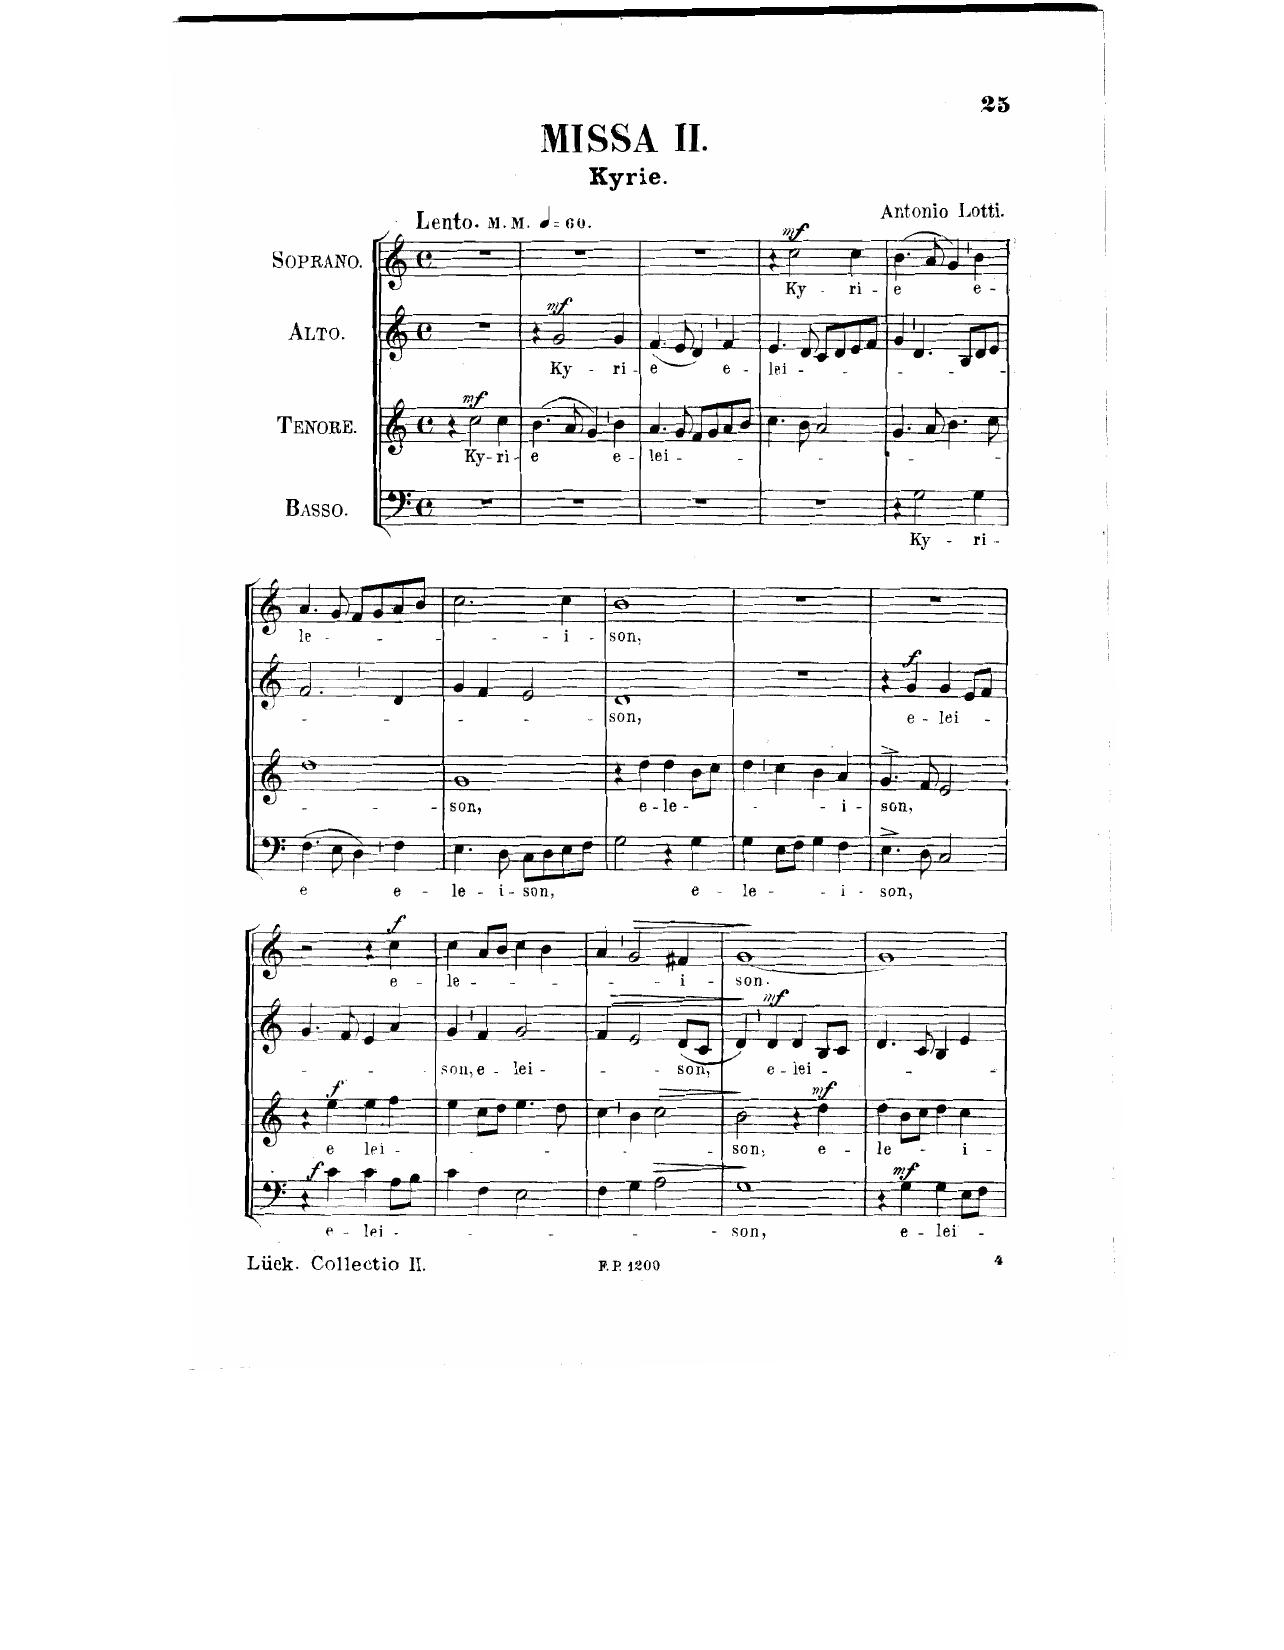 25
MISSA II.
Kyrie.
Antonio Lotti.
Lento. M. M. ♩= 60.
SOPRANO.
mf
Ky - ri - e e -
ALTO.
mf
Ky - ri - e e - lei -
TENORE.
mf
Ky - ri - e e - lei -
BASSO.
Ky - ri -
le - i - son,
f
son, e - lei -
son, e - le - i - son,
e e - le - i - son, e - le - i - son,
f
e - le - i - son.
mf
son, e - lei - son, e - lei -
f
mf
e lei - son, e - le - i -
f
mf
e - lei - son, e - lei -
Lück. Collectio II.
F. P. 1200
4